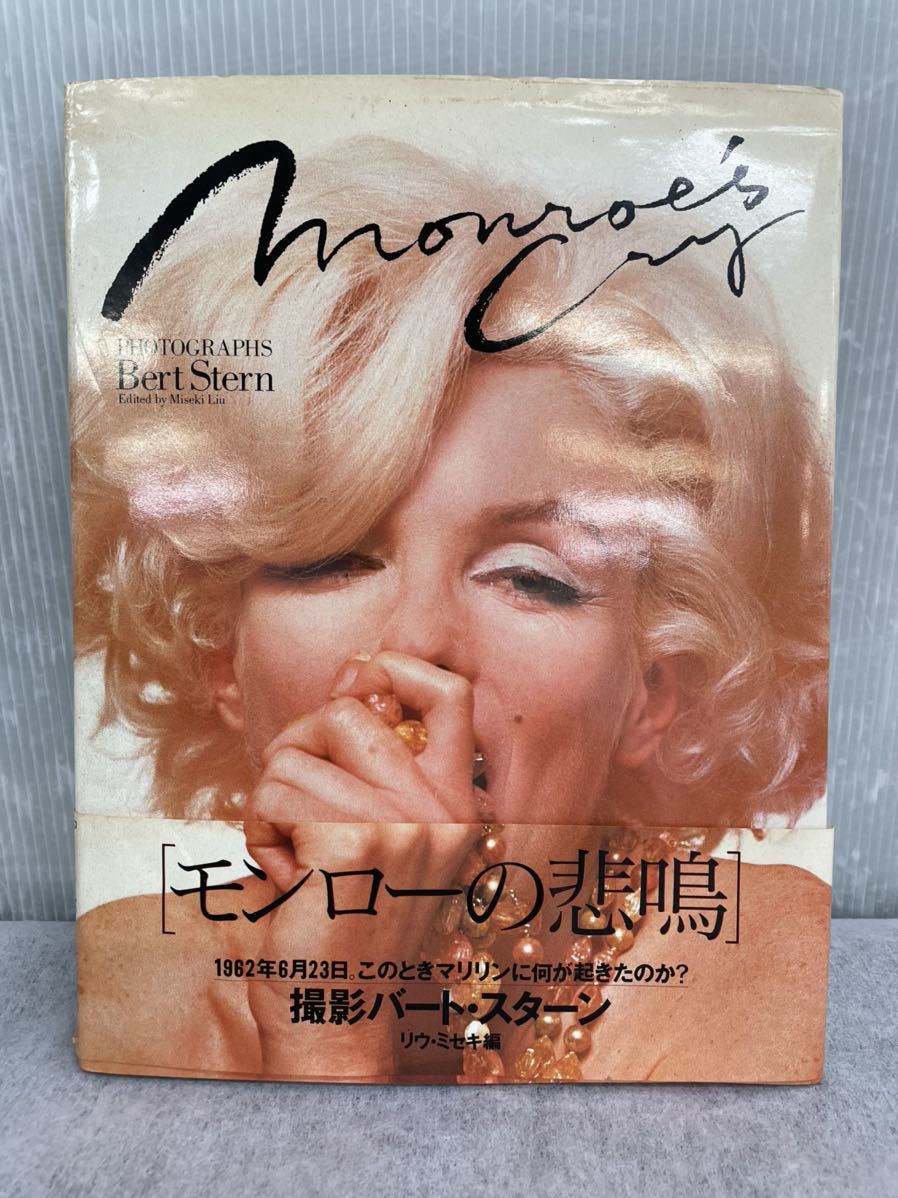 Monroe's
Cry
PHOTOGRAPHS
Bert Stern
Edited by Miseki Liu
[モンローの悲鳴]
1962年6月23日。このときマリリンに何が起きたのか?
撮影バート・スターン
リウ・ミセキ編